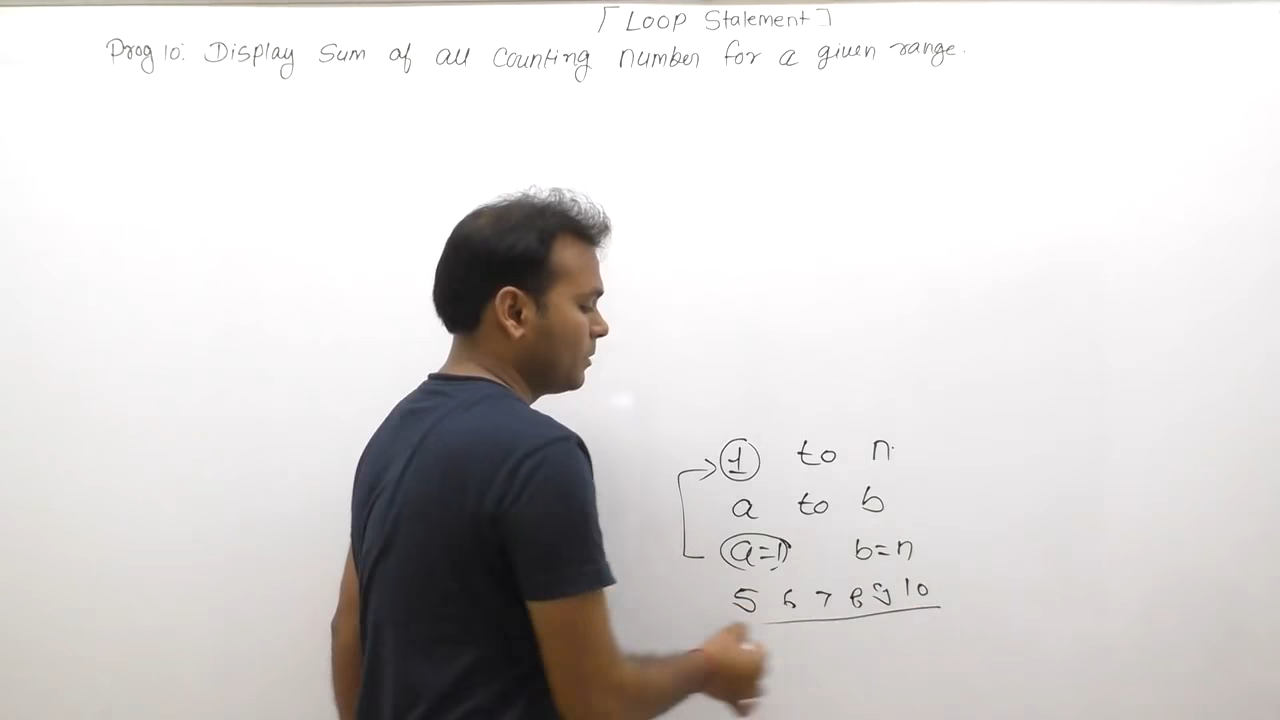 [LOOP Statement]
Prog 10: Display Sum of all Counting number for a given range.
1 to n.
a to b
a=n b=n
5 6 7 8 9 10